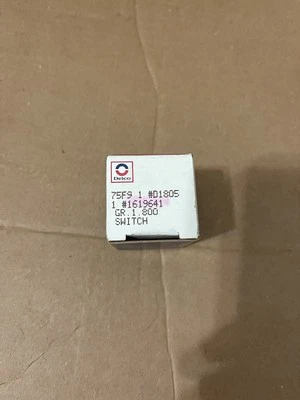 Delco
75F9 1 #D1805
1 #1619641
GR.1.800
SWITCH